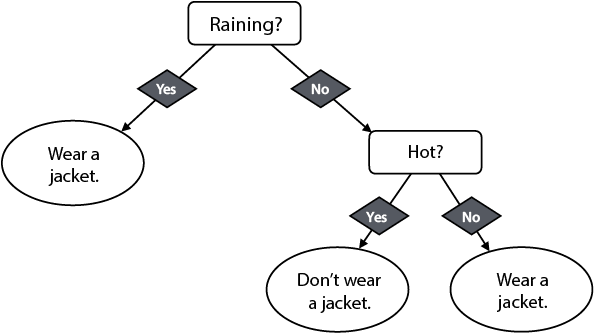 Raining?
Yes
No
Wear a
jacket.
Hot?
Yes
No
Don't wear
a jacket.
Wear a
jacket.